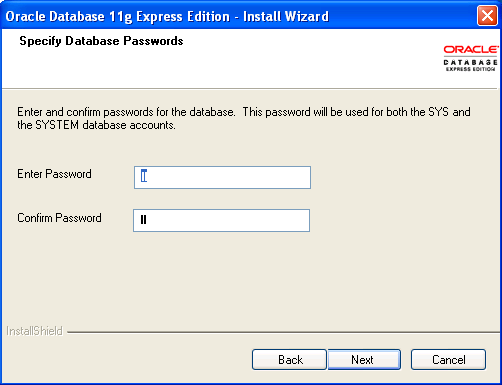 Oracle Database 11g Express Edition - Install Wizard
Specify Database Passwords
ORACLE
DATABASE
EXPRESS EDITION
Enter and confirm passwords for the database. This password will be used for both the SYS and
the SYSTEM database accounts.
Enter Password
Confirm Password
InstallShield
Back Next Cancel